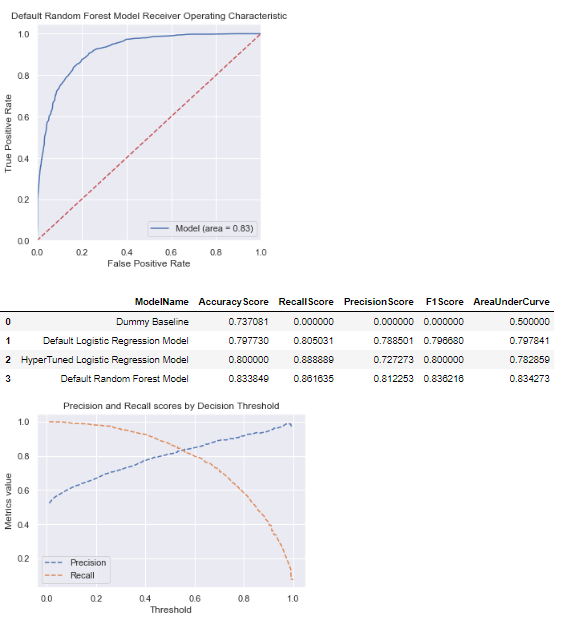 Default Random Forest Model Receiver Operating Characteristic
1.0
0.8
0.6
0.4
0.2
0.0
True Positive Rate
Model (area = 0.83)
0.0 0.2 0.4 0.6 0.8 1.0
False Positive Rate
ModelName AccuracyScore RecallScore PrecisionScore F1Score AreaUnderCurve
0 Dummy Baseline 0.737081 0.000000 0.000000 0.000000 0.500000
1 Default Logistic Regression Model 0.797730 0.805031 0.788501 0.796680 0.797841
2 HyperTuned Logistic Regression Model 0.800000 0.888889 0.727273 0.800000 0.782859
3 Default Random Forest Model 0.833849 0.861635 0.812253 0.836216 0.834273
Precision and Recall scores by Decision Threshold
1.0
0.8
0.6
0.4
0.2
Metrics value
Precision
Recall
0.0 0.2 0.4 0.6 0.8 1.0
Threshold